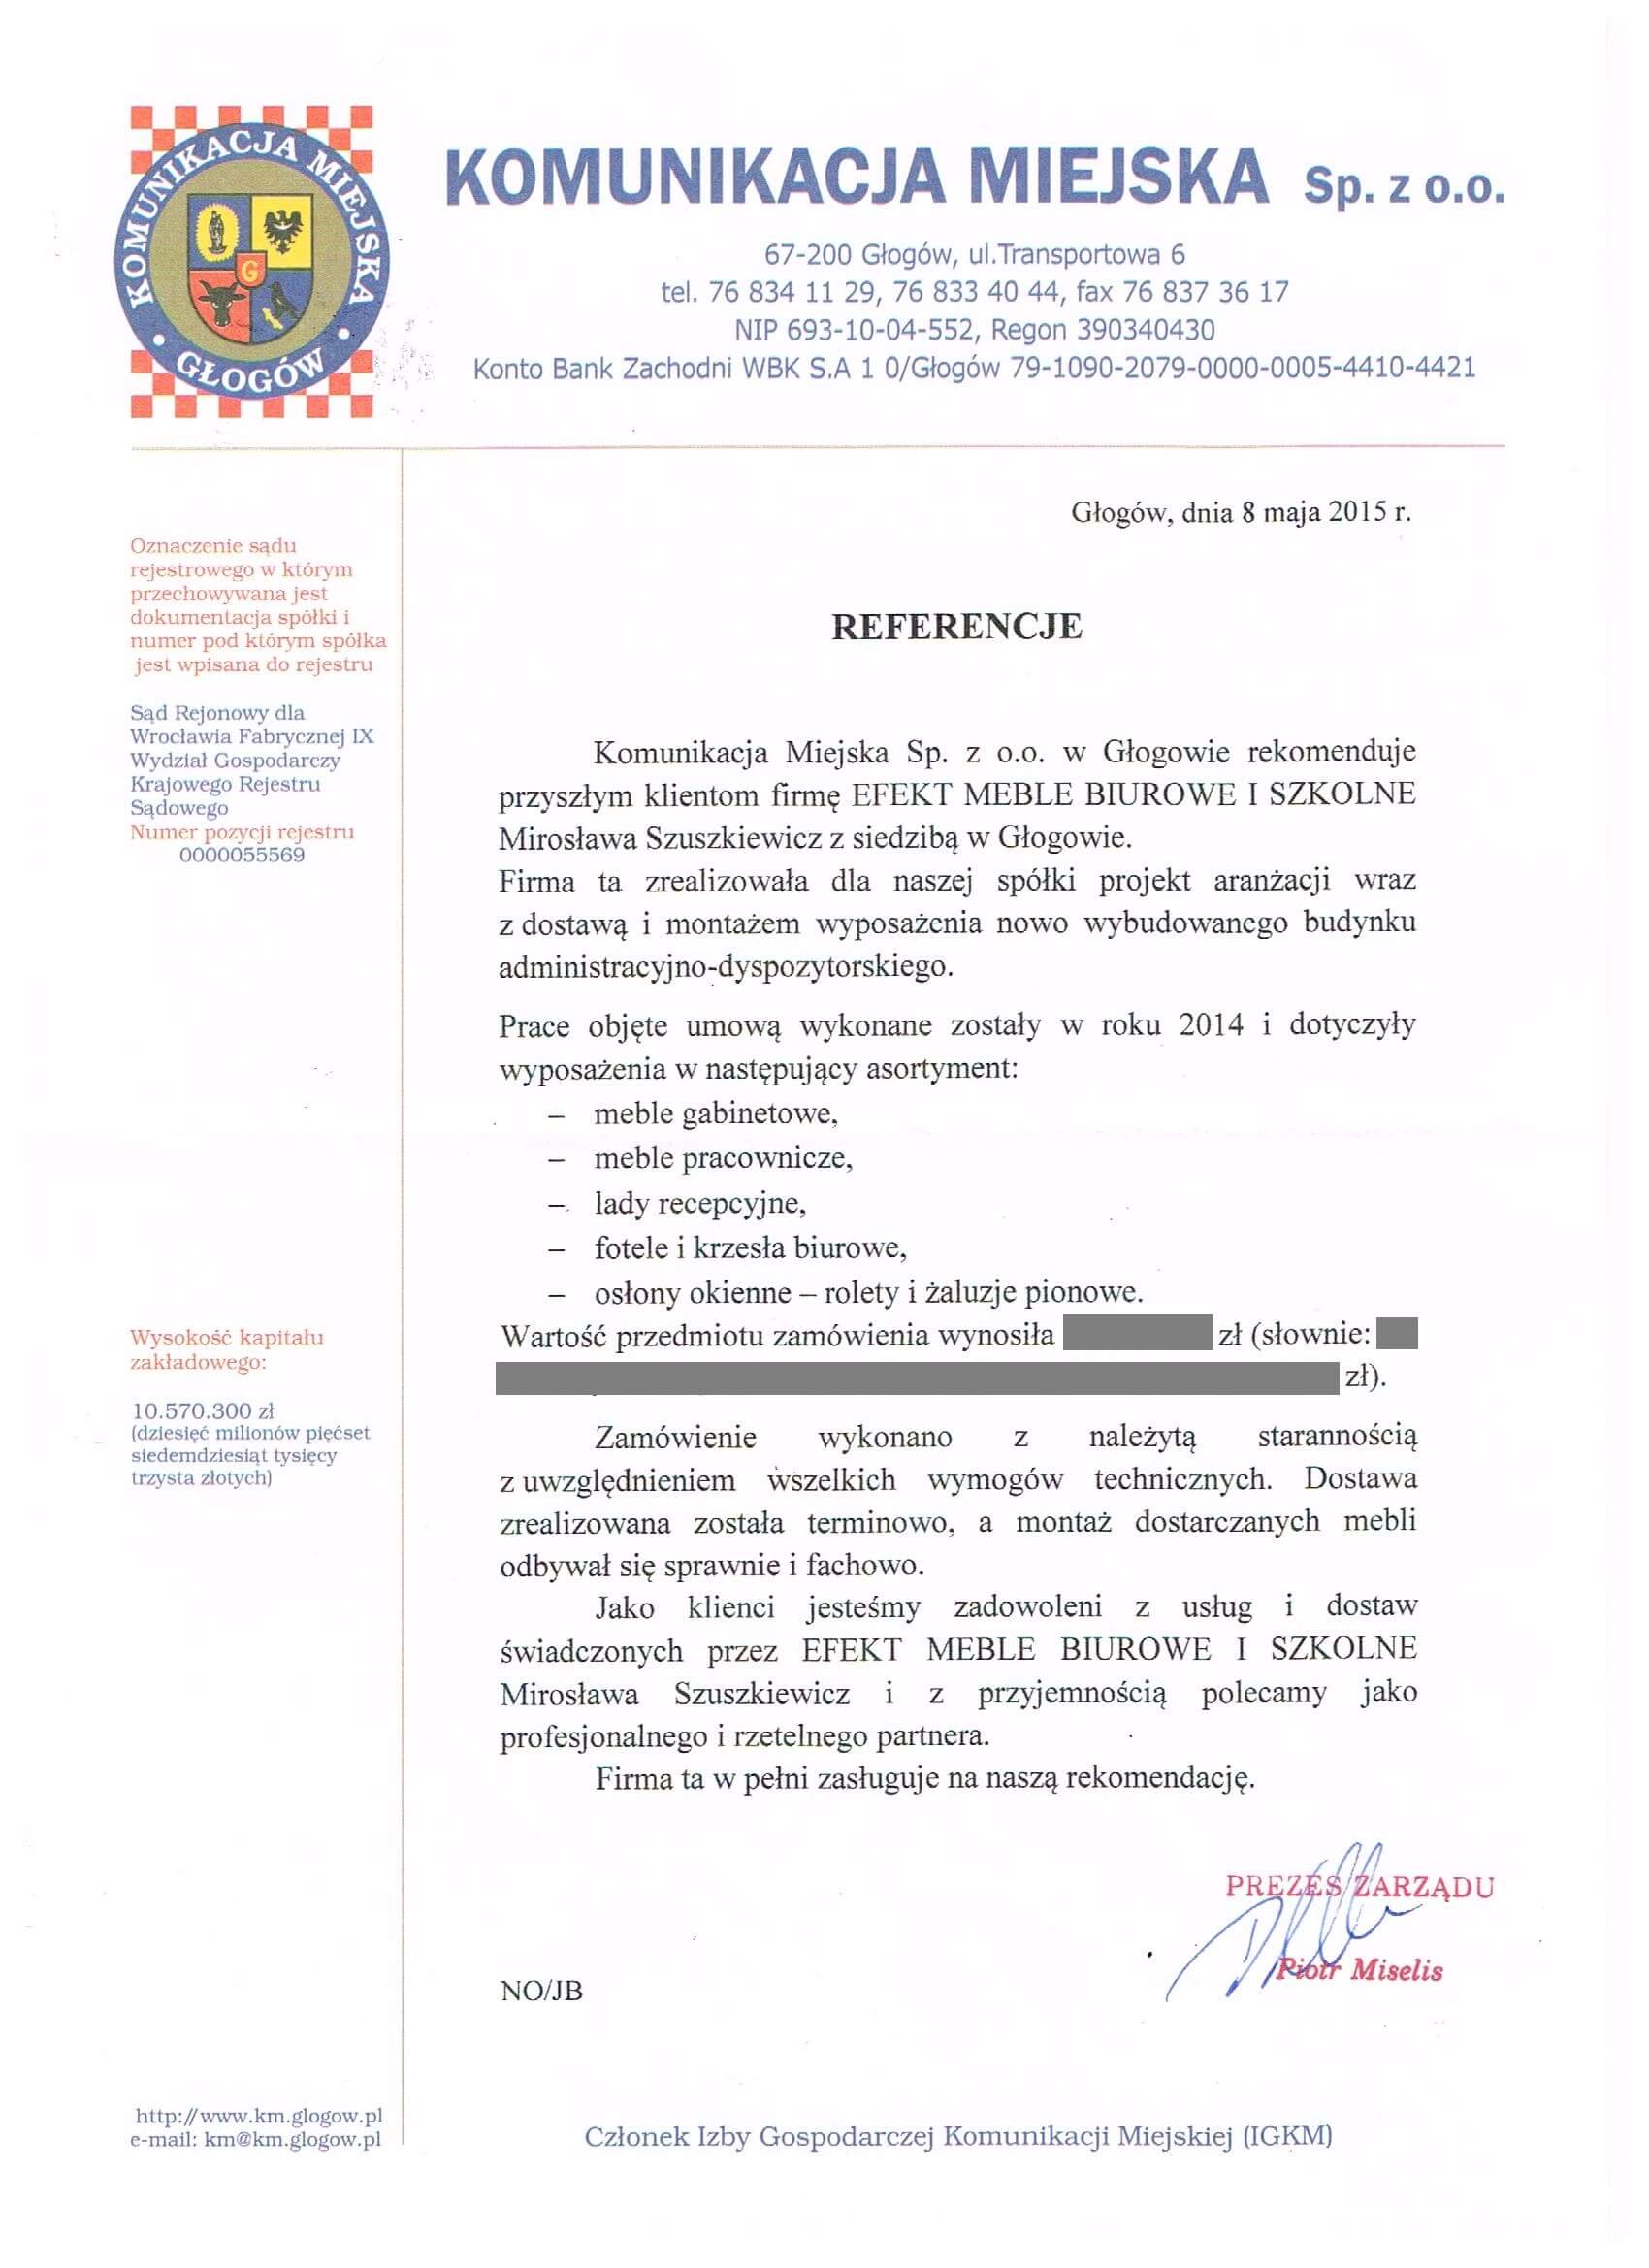 KOMUNIKACJA MIEJSKA
GŁOGÓW
G
KOMUNIKACJA MIEJSKA Sp. z o.o.
67-200 Głogów, ul.Transportowa 6
tel. 76 834 11 29, 76 833 40 44, fax 76 837 36 17
NIP 693-10-04-552, Regon 390340430
Konto Bank Zachodni WBK S.A 1 0/Głogów 79-1090-2079-0000-0005-4410-4421
Oznaczenie sądu
rejestrowego w którym
przechowywana jest
dokumentacja spółki i
numer pod którym spółka
jest wpisana do rejestru
Sąd Rejonowy dla
Wrocławia Fabrycznej IX
Wydział Gospodarczy
Krajowego Rejestru
Sądowego
Numer pozycji rejestru
0000055569
Wysokość kapitału
zakładowego:
10.570.300 zł
(dziesięć milionów pięćset
siedemdziesiąt tysięcy
trzysta złotych)
http://www.km.glogow.pl
e-mail: km@km.glogow.pl
Głogów, dnia 8 maja 2015 r.
REFERENCJE
Komunikacja Miejska Sp. z o.o. w Głogowie rekomenduje
przyszłym klientom firmę EFEKT MEBLE BIUROWE I SZKOLNE
Mirosława Szuszkiewicz z siedzibą w Głogowie.
Firma ta zrealizowała dla naszej spółki projekt aranżacji wraz
z dostawą i montażem wyposażenia nowo wybudowanego budynku
administracyjno-dyspozytorskiego.
Prace objęte umową wykonane zostały w roku 2014 i dotyczyły
wyposażenia w następujący asortyment:
– meble gabinetowe,
– meble pracownicze,
– lady recepcyjne,
– fotele i krzesła biurowe,
– osłony okienne – rolety i żaluzje pionowe.
Wartość przedmiotu zamówienia wynosiła zł (słownie:
zł).
Zamówienie wykonano z należytą starannością
z uwzględnieniem wszelkich wymogów technicznych. Dostawa
zrealizowana została terminowo, a montaż dostarczanych mebli
odbywał się sprawnie i fachowo.
Jako klienci jesteśmy zadowoleni z usług i dostaw
świadczonych przez EFEKT MEBLE BIUROWE I SZKOLNE
Mirosława Szuszkiewicz i z przyjemnością polecamy jako
profesjonalnego i rzetelnego partnera.
Firma ta w pełni zasługuje na naszą rekomendację.
PREZES ZARZĄDU
Piotr Miselis
NO/JB
Członek Izby Gospodarczej Komunikacji Miejskiej (IGKM)